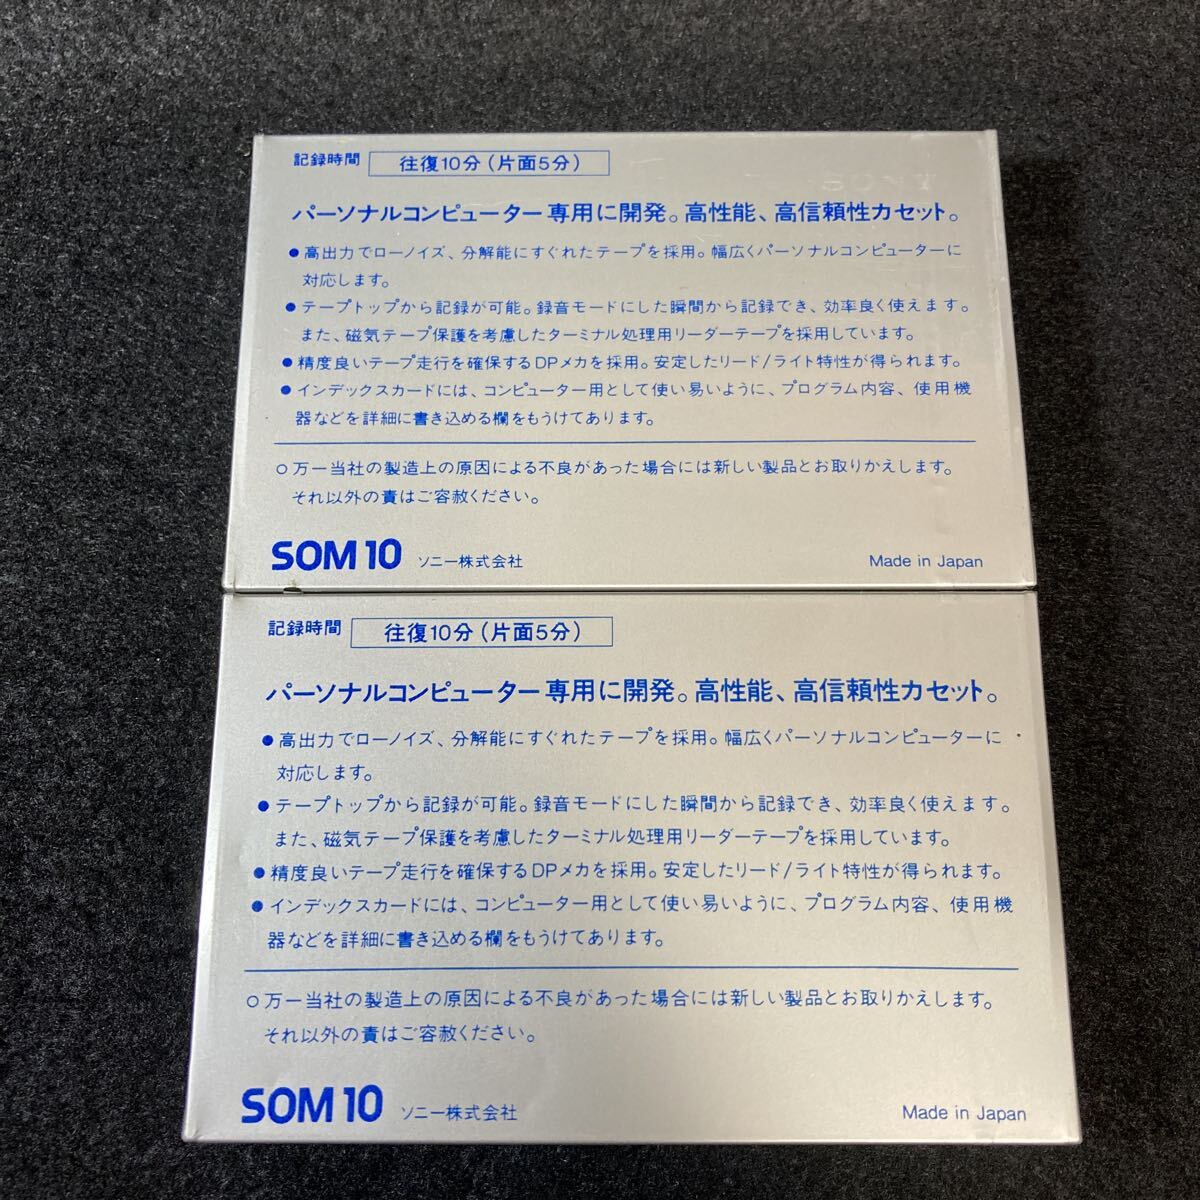 記録時間 往復10分(片面5分)
パーソナルコンピューター専用に開発。高性能、高信頼性カセット。
●高出力でローノイズ、分解能にすぐれたテープを採用。幅広くパーソナルコンピューターに
対応します。
●テープトップから記録が可能。録音モードにした瞬間から記録でき、効率良く使えます。
また、磁気テープ保護を考慮したターミナル処理用リーダーテープを採用しています。
●精度良いテープ走行を確保するDPメカを採用。安定したリード/ライト特性が得られます。
●インデックスカードには、コンピューター用として使い易いように、プログラム内容、使用機
器などを詳細に書き込める欄をもうけてあります。
○万一当社の製造上の原因による不良があった場合には新しい製品とお取りかえします。
それ以外の責はご容赦ください。
SOM10 ソニー株式会社 Made in Japan
記録時間 往復10分(片面5分)
パーソナルコンピューター専用に開発。高性能、高信頼性カセット。
●高出力でローノイズ、分解能にすぐれたテープを採用。幅広くパーソナルコンピューターに
対応します。
●テープトップから記録が可能。録音モードにした瞬間から記録でき、効率良く使えます。
また、磁気テープ保護を考慮したターミナル処理用リーダーテープを採用しています。
●精度良いテープ走行を確保するDPメカを採用。安定したリード/ライト特性が得られます。
●インデックスカードには、コンピューター用として使い易いように、プログラム内容、使用機
器などを詳細に書き込める欄をもうけてあります。
○万一当社の製造上の原因による不良があった場合には新しい製品とお取りかえします。
それ以外の責はご容赦ください。
SOM10 ソニー株式会社 Made in Japan